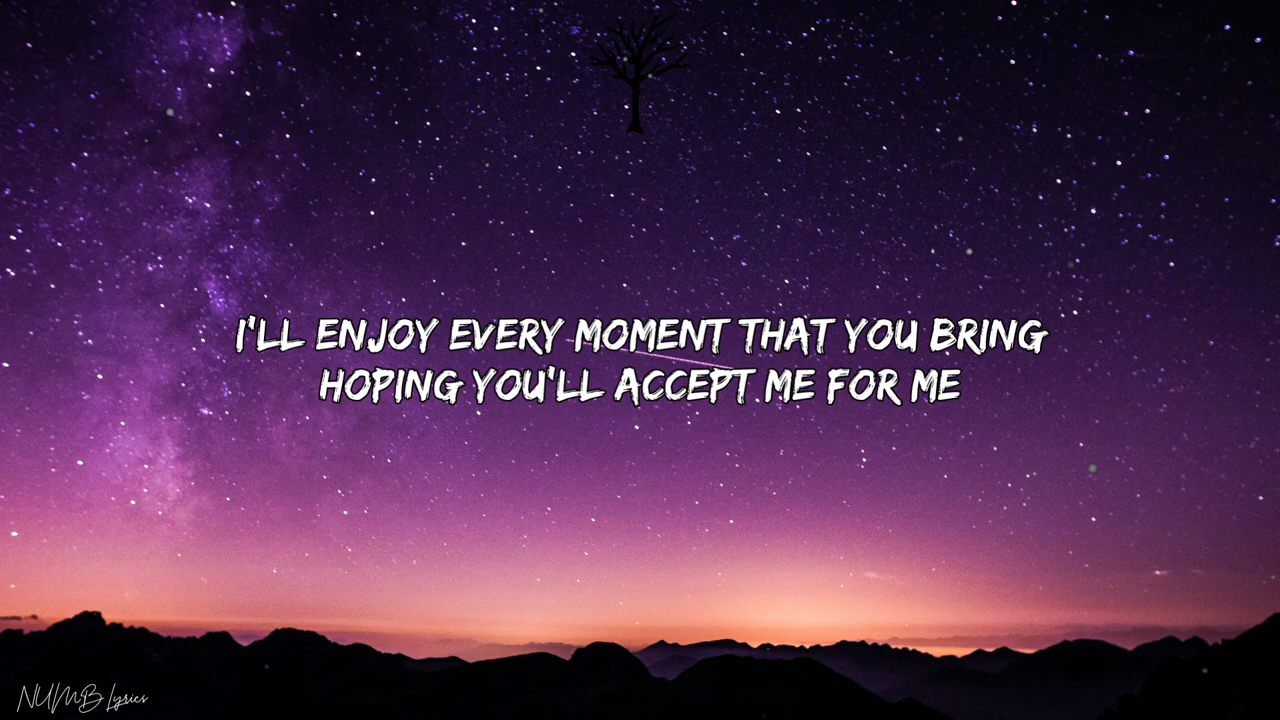 I'LL ENJOY EVERY MOMENT THAT YOU BRING
HOPING YOU'LL ACCEPT ME FOR ME
NUMB Lyrics